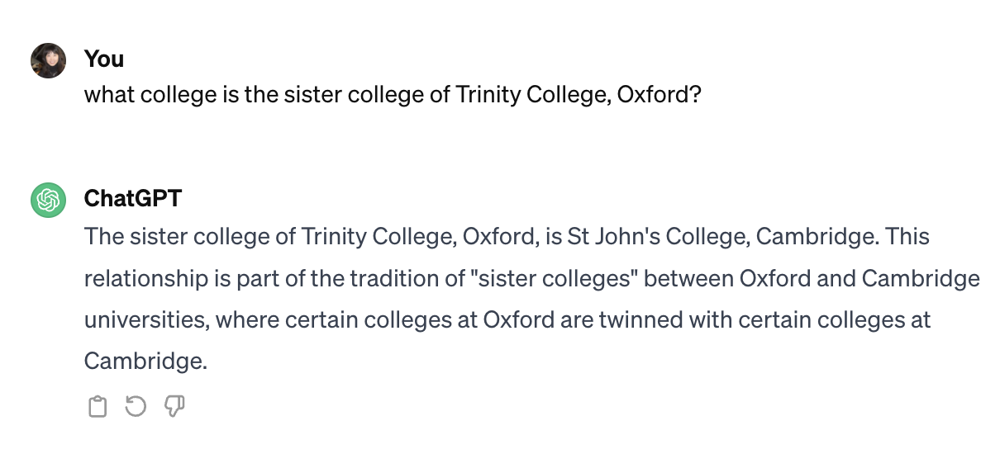 You
what college is the sister college of Trinity College, Oxford?
ChatGPT
The sister college of Trinity College, Oxford, is St John's College, Cambridge. This
relationship is part of the tradition of "sister colleges" between Oxford and Cambridge
universities, where certain colleges at Oxford are twinned with certain colleges at
Cambridge.